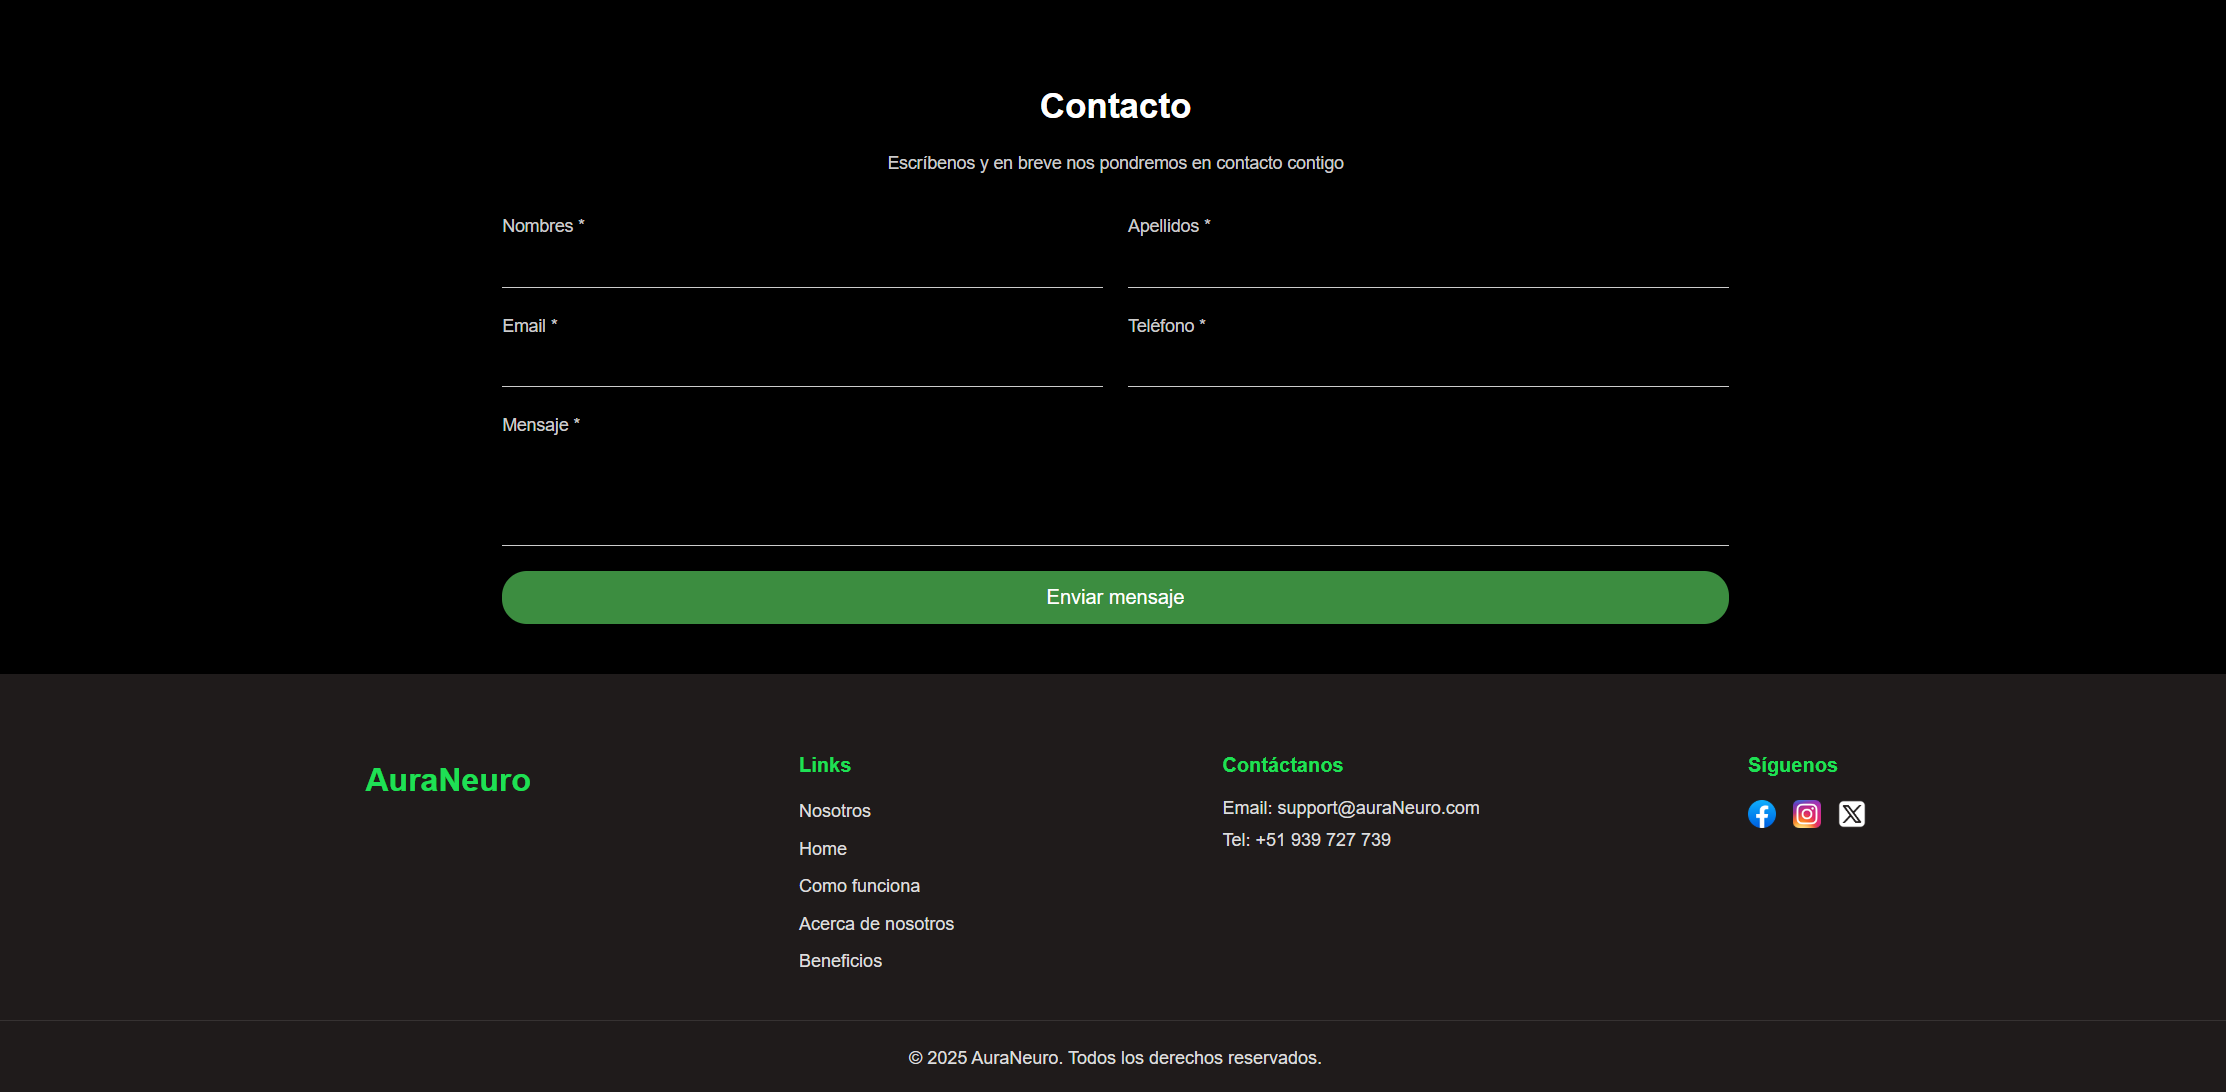 Contacto
Escríbenos y en breve nos pondremos en contacto contigo
Nombres *
Apellidos *
Email *
Teléfono *
Mensaje *
Enviar mensaje
AuraNeuro
Links
Nosotros
Home
Como funciona
Acerca de nosotros
Beneficios
Contáctanos
Email: support@auraNeuro.com
Tel: +51 939 727 739
Síguenos
© 2025 AuraNeuro. Todos los derechos reservados.